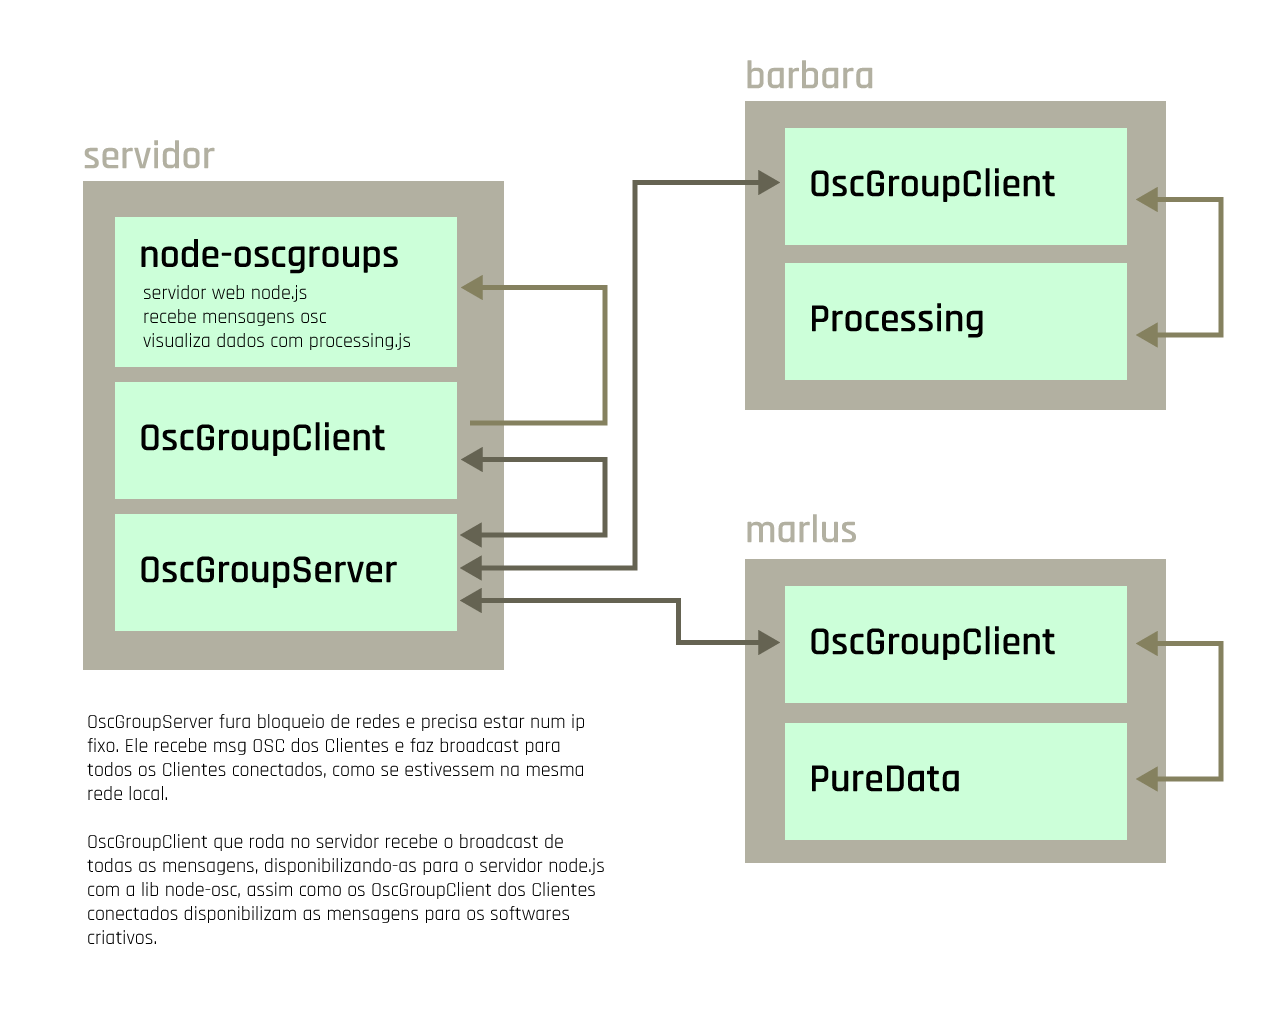 servidor
node-oscgroups
servidor web node.js
recebe mensagens osc
visualiza dados com processing.js
OscGroupClient
OscGroupServer
OscGroupServer fura bloqueio de redes e precisa estar num ip
fixo. Ele recebe msg OSC dos Clientes e faz broadcast para
todos os Clientes conectados, como se estivessem na mesma
rede local.
OscGroupClient que roda no servidor recebe o broadcast de
todas as mensagens, disponibilizando-as para o servidor node.js
com a lib node-osc, assim como os OscGroupClient dos Clientes
conectados disponibilizam as mensagens para os softwares
criativos.
barbara
OscGroupClient
Processing
marlus
OscGroupClient
PureData